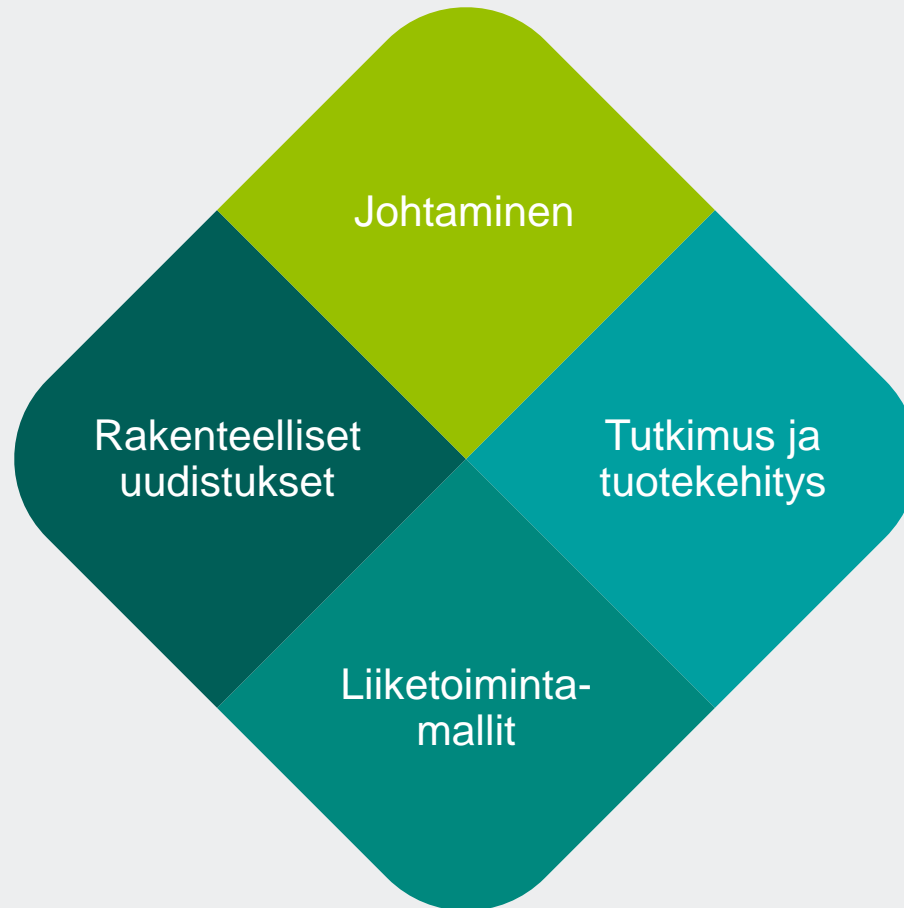 Johtaminen
Rakenteelliset
uudistukset
Tutkimus ja
tuotekehitys
Liiketoiminta-
mallit